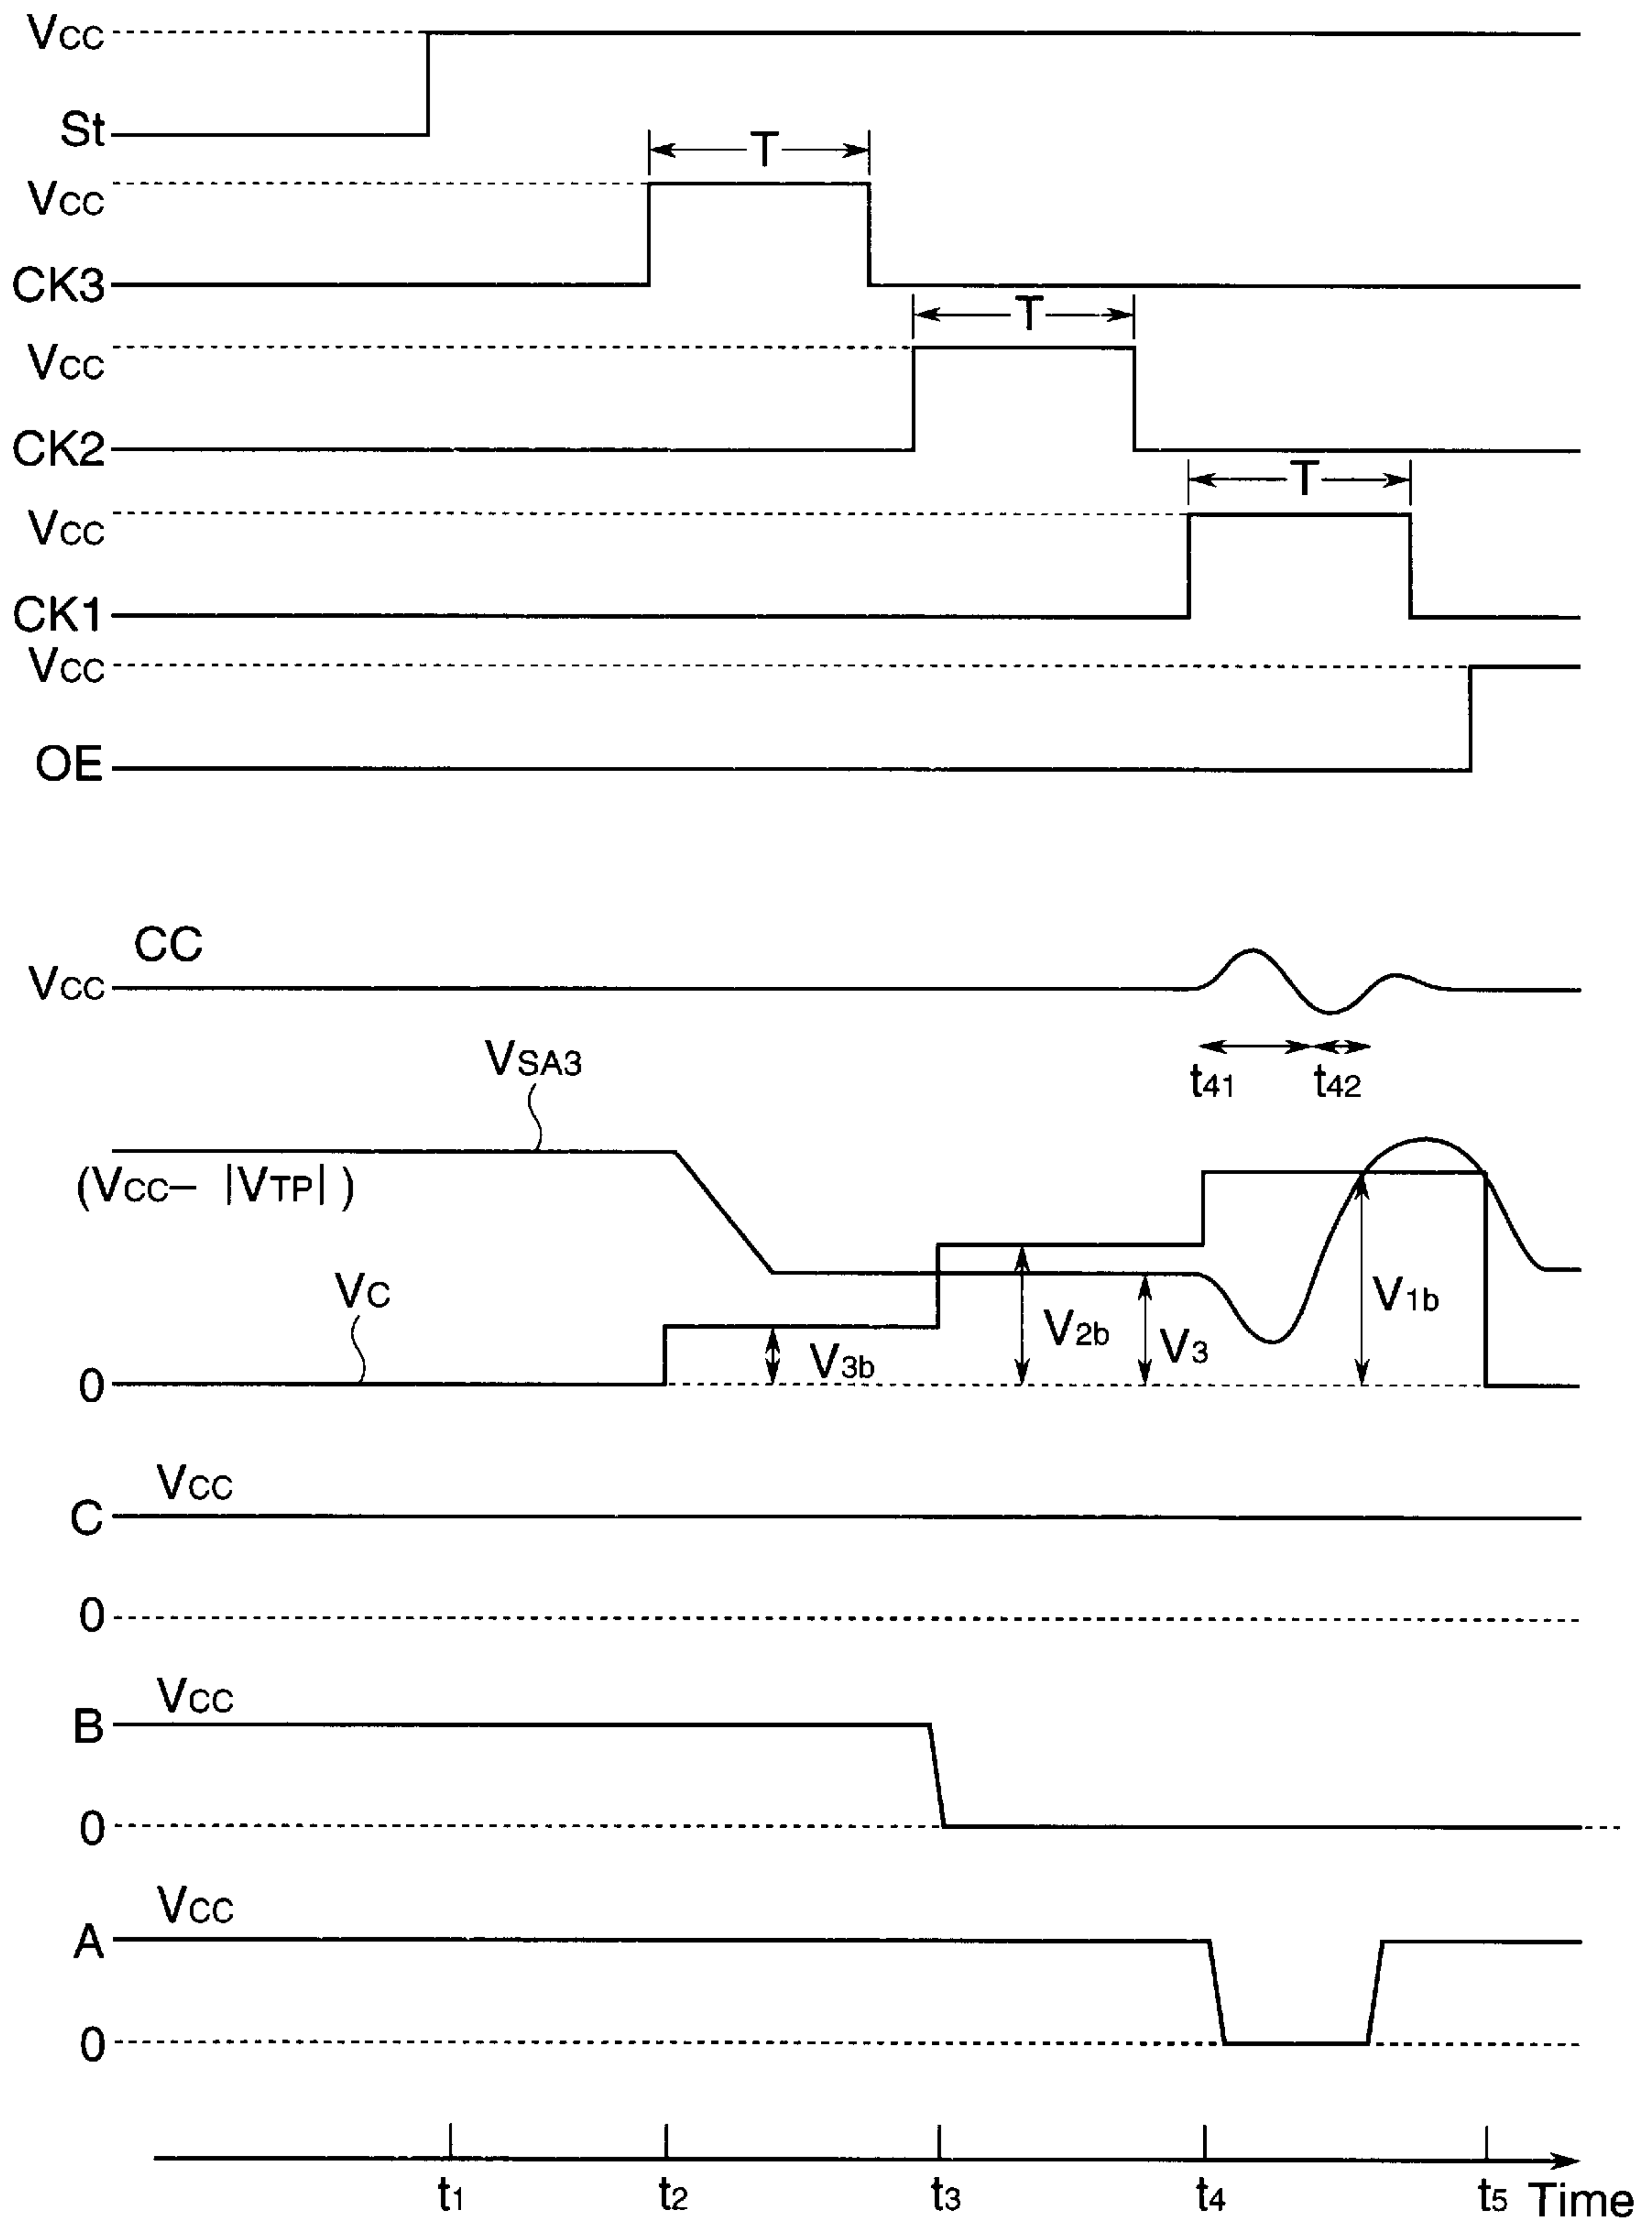 VCC
St
T
VCC
CK3
T
VCC
CK2
T
VCC
CK1
VCC
OE
CC
VCC
t41 t42
VSA3
(VCC- |VTP|)
VC
V1b
V2b
V3
V3b
0
VCC
C
0
VCC
B
0
VCC
A
0
t1 t2 t3 t4 t5 Time